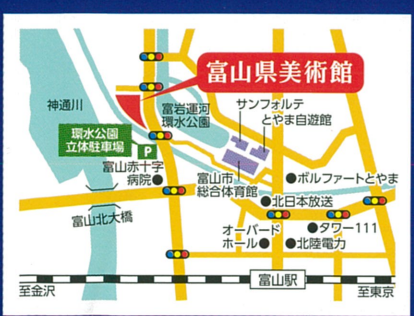 富山県美術館
神通川
富岩運河
環水公園
サンフォルテ
とやま自遊館
環水公園
立体駐車場
P
富山赤十字
病院
富山市
総合体育館
ボルファートとやま
北日本放送
富山北大橋
オーバード
ホール
タワー111
北陸電力
富山駅
至金沢
至東京